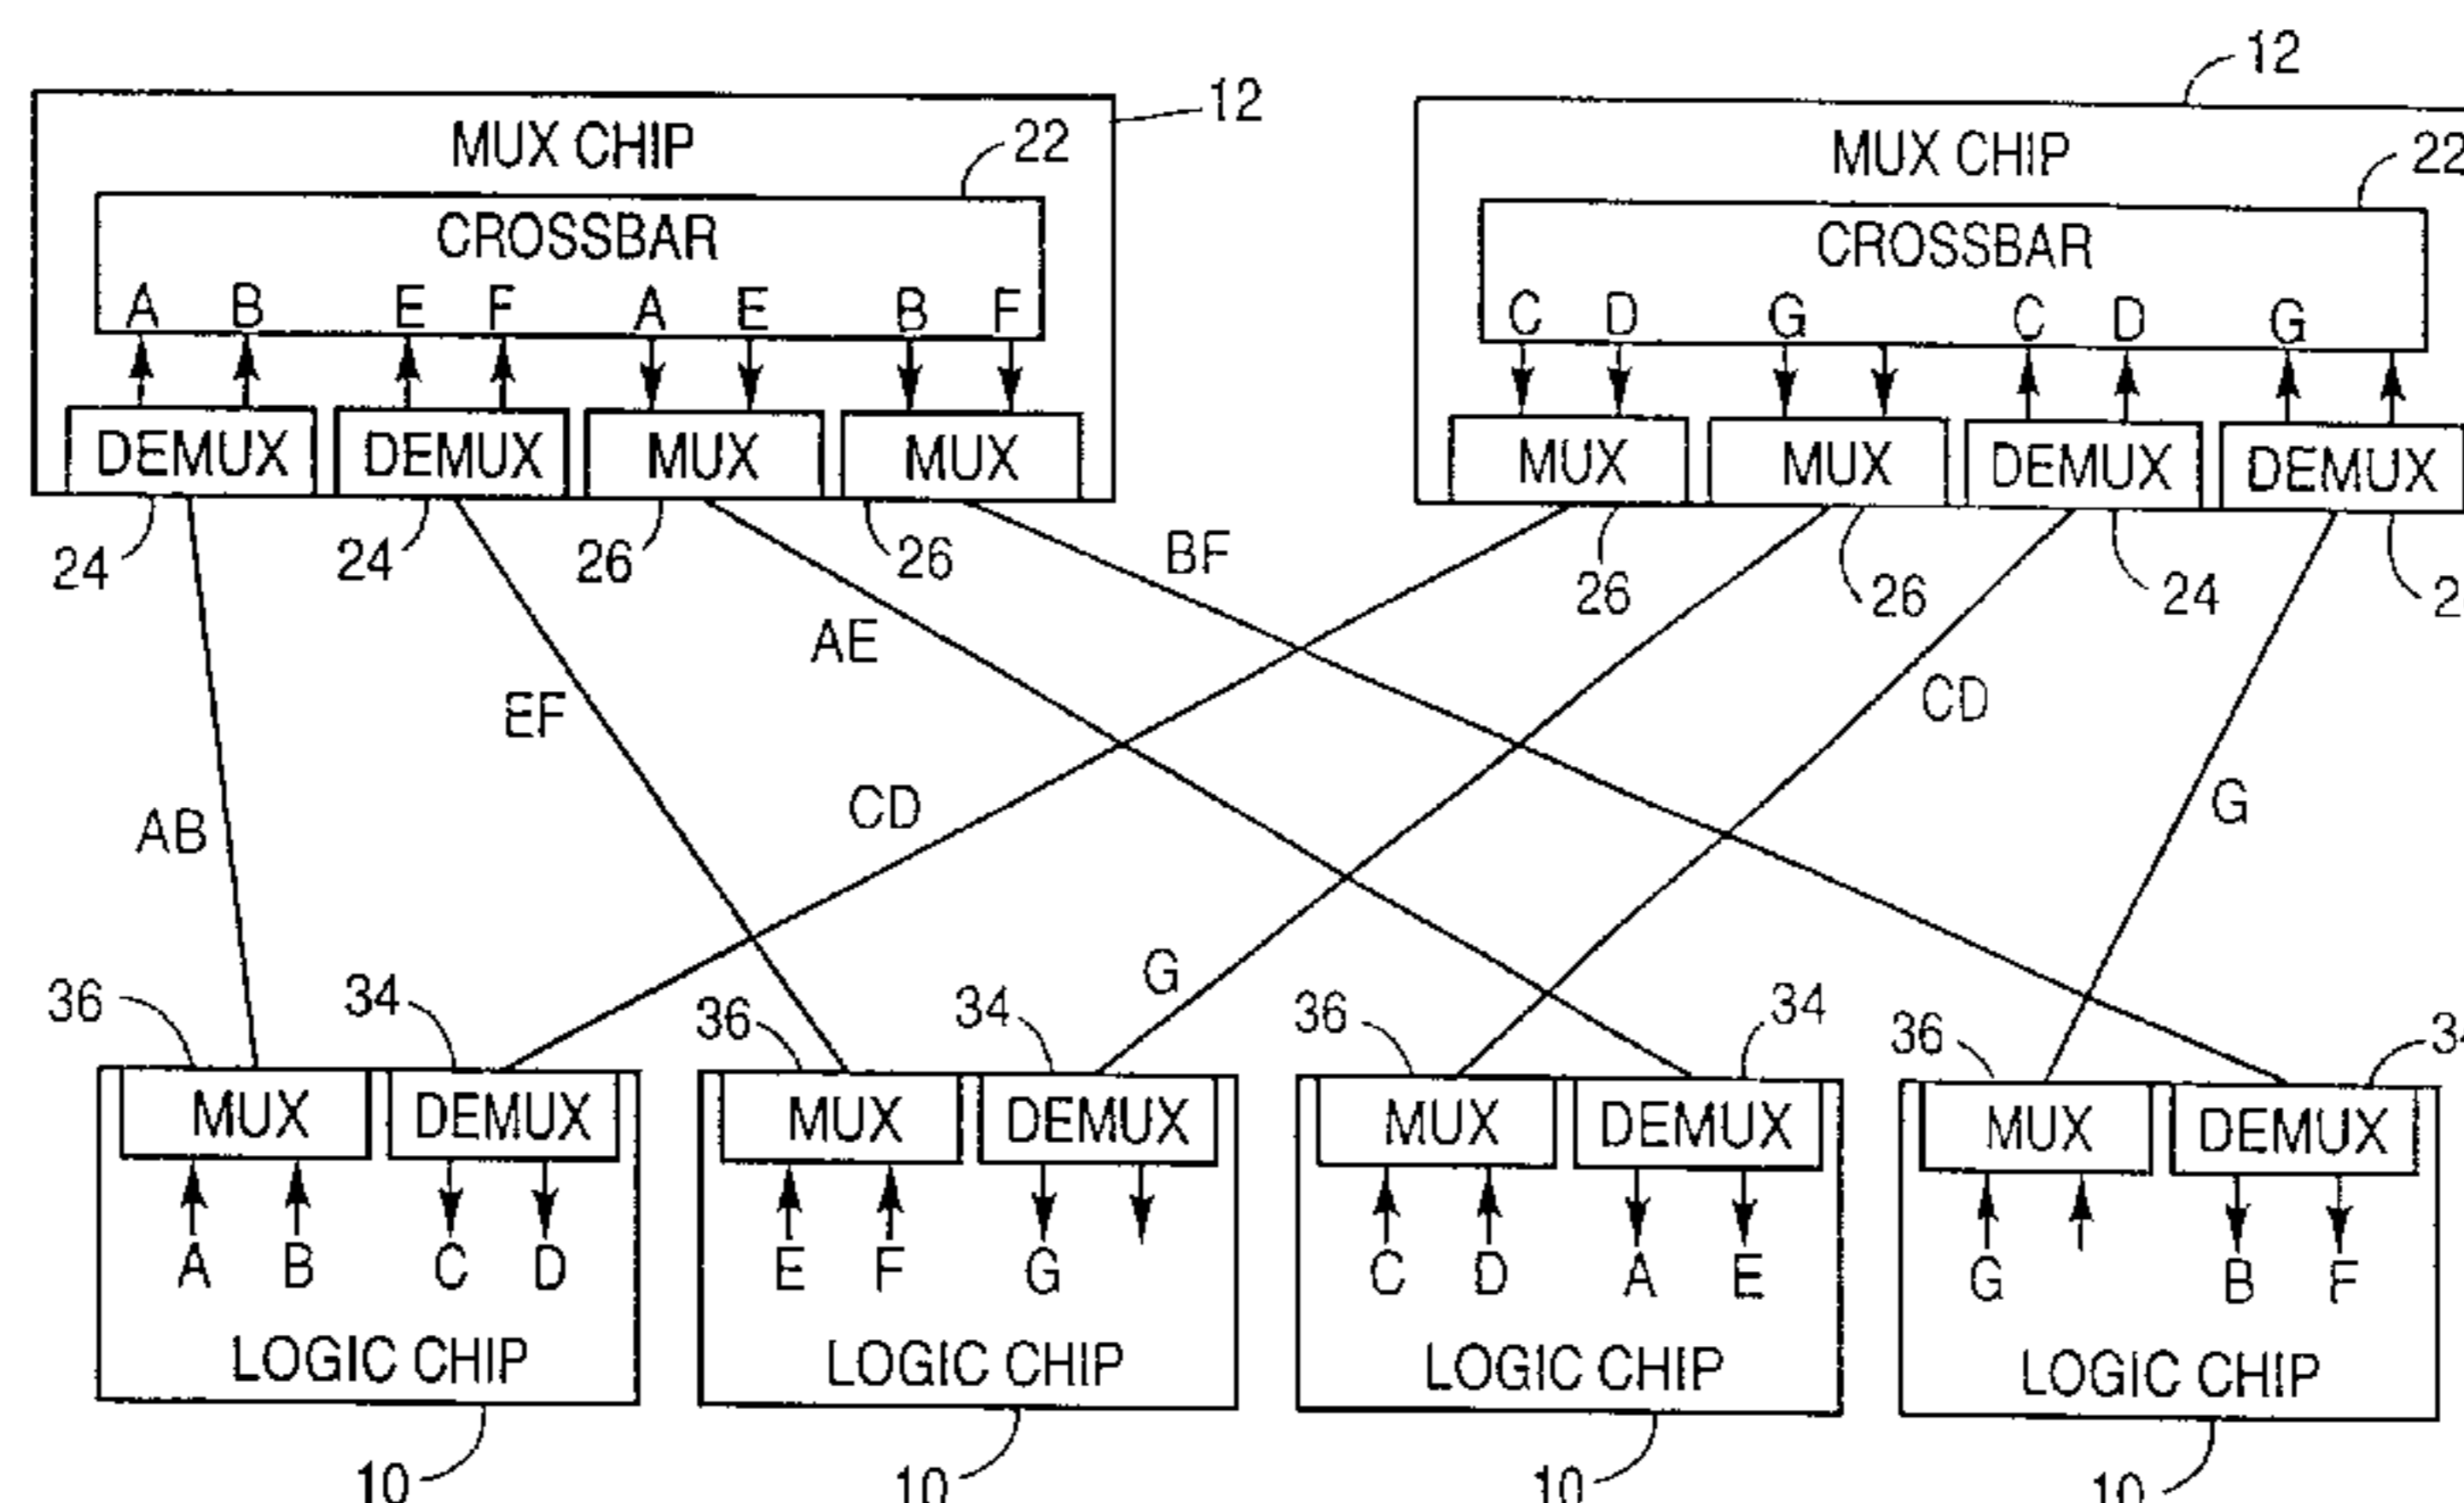 12
12
MUX CHIP
MUX CHIP
22
22
CROSSBAR
CROSSBAR
A B E F A E B F
C D G C D G
DEMUX DEMUX MUX MUX
MUX MUX DEMUX DEMUX
24 24 26 26
26 26 24 2
BF
AE
EF
CD
AB
CD
G
G
36 34 36 34 36 34 36 34
MUX DEMUX MUX DEMUX MUX DEMUX MUX DEMUX
A B C D E F G C D A E G B F
LOGIC CHIP LOGIC CHIP LOGIC CHIP LOGIC CHIP
10 10 10 10